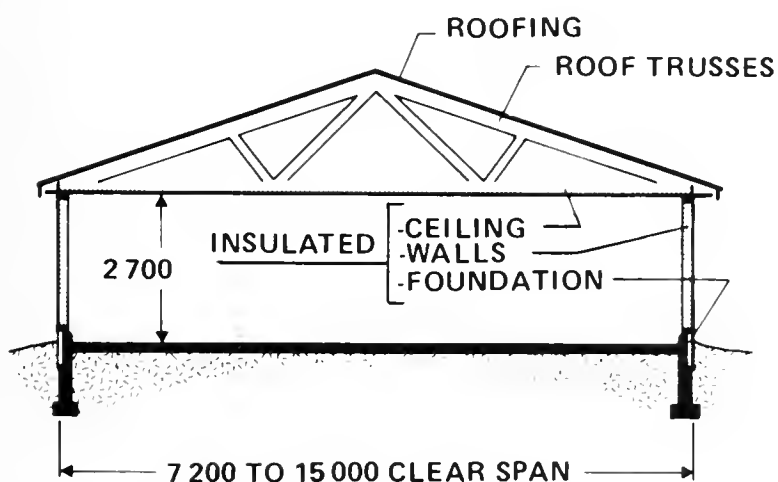 ROOFING
ROOF TRUSSES
INSULATED
-CEILING
-WALLS
-FOUNDATION
2 700
7 200 TO 15 000 CLEAR SPAN